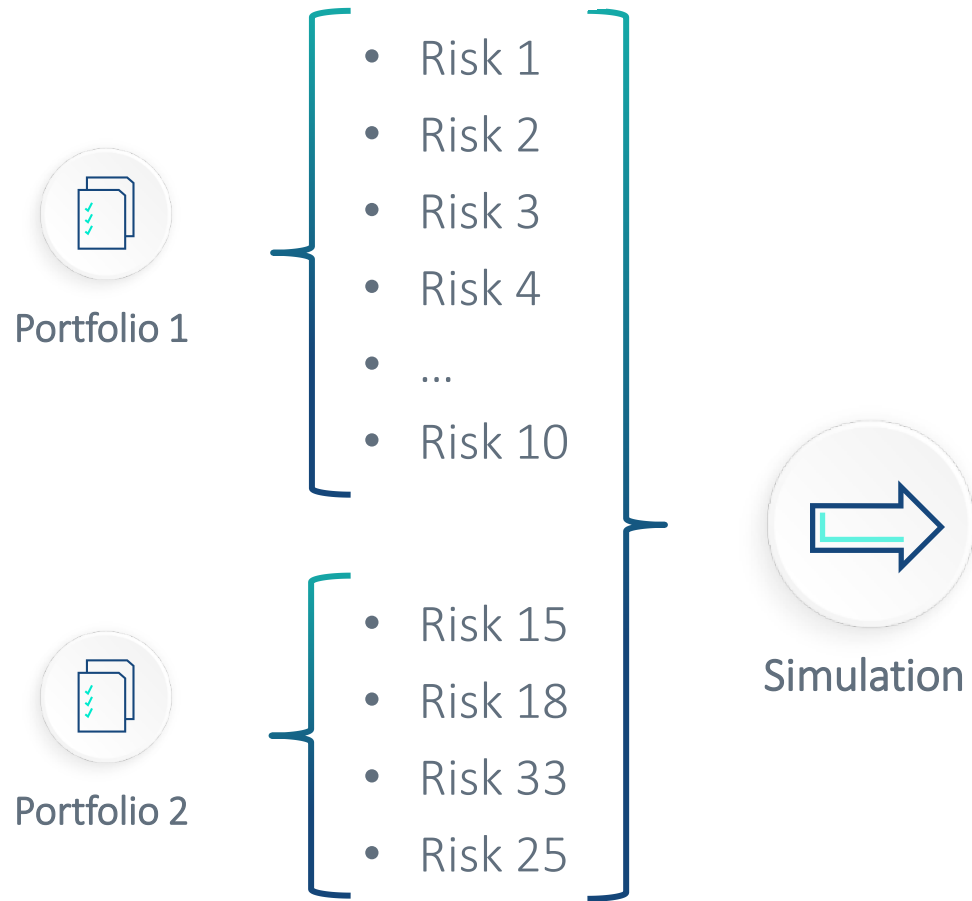 Portfolio 1
• Risk 1
• Risk 2
• Risk 3
• Risk 4
• ...
• Risk 10
Portfolio 2
• Risk 15
• Risk 18
• Risk 33
• Risk 25
Simulation